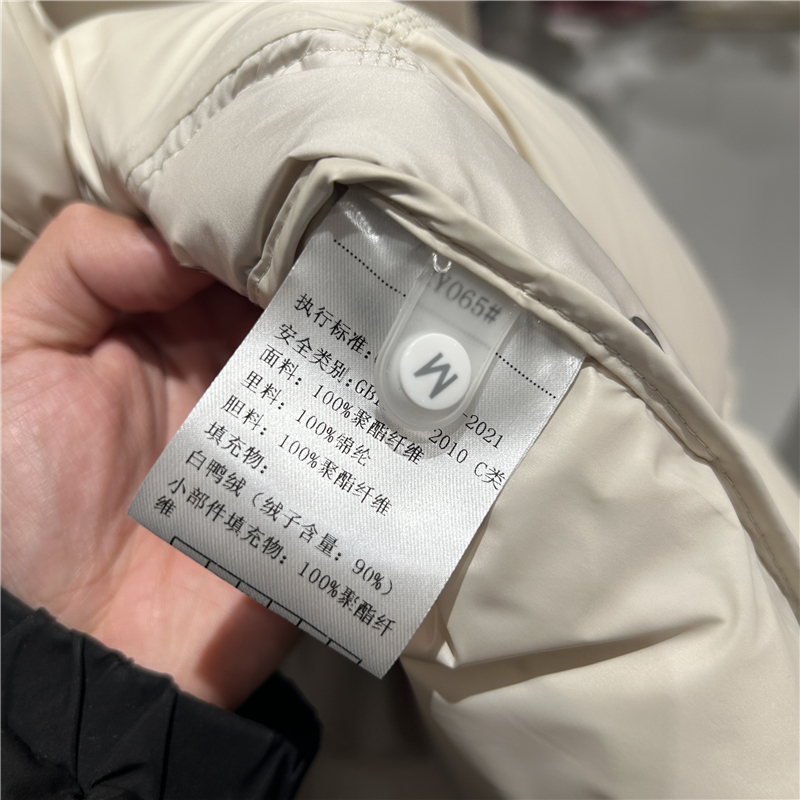 Y065#
M
执行标准: -2021
安全类别:GB 2010 C类
面料: 100%聚酯纤维
里料: 100%锦纶
胆料: 100%聚酯纤维
填充物:
白鸭绒(绒子含量: 90%)
小部件填充物: 100%聚酯纤
维